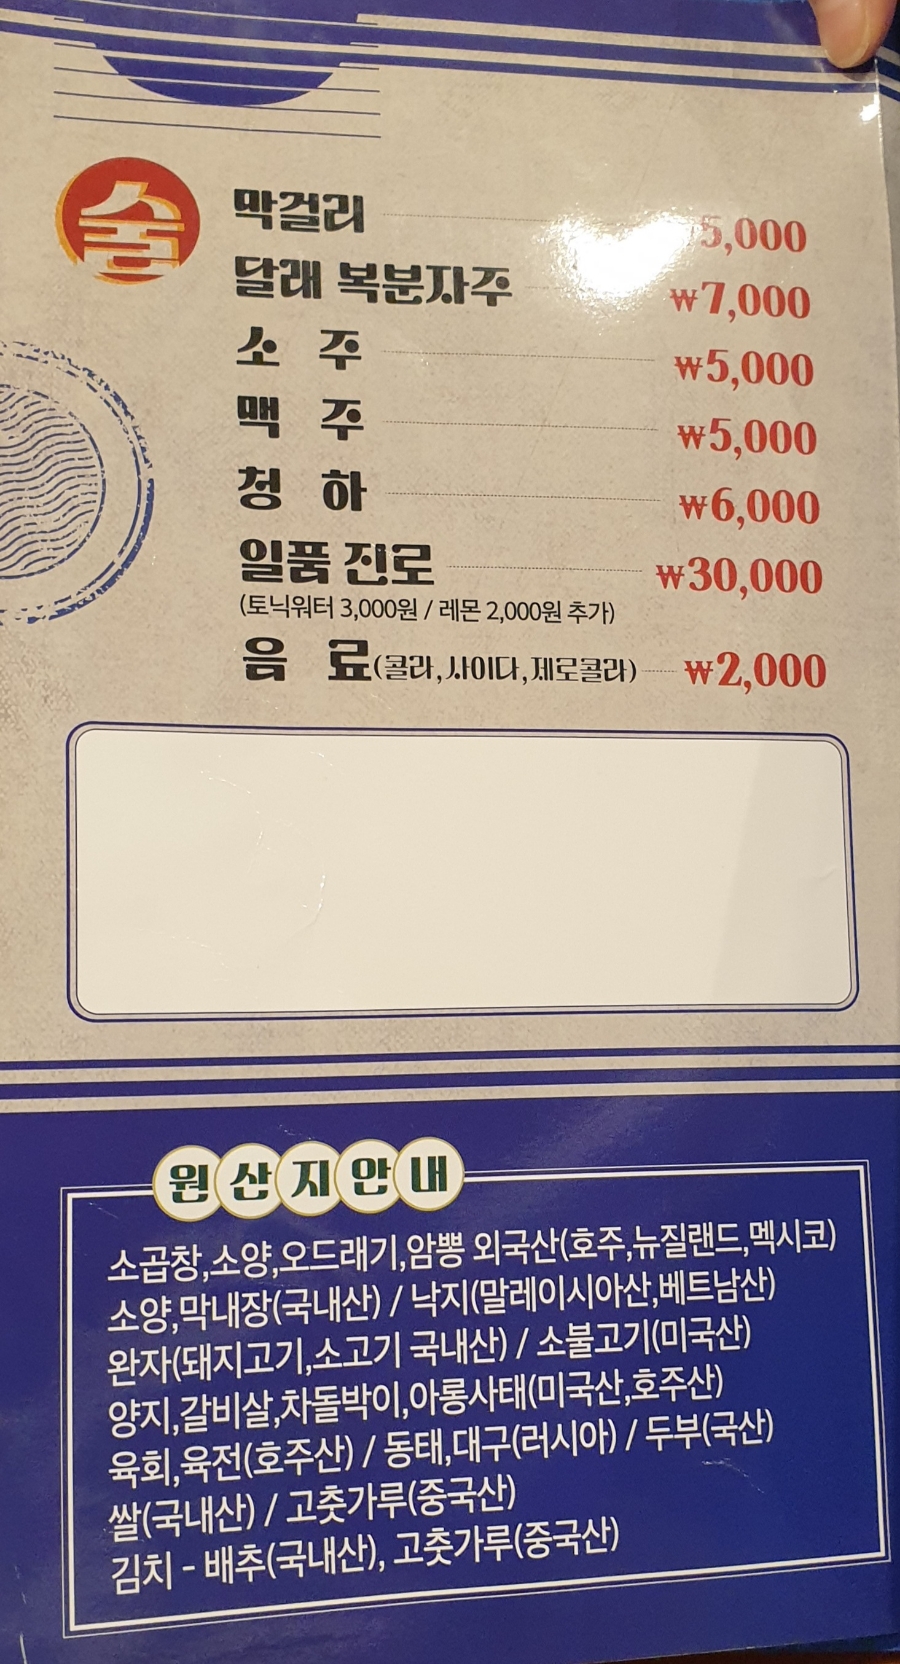 술
막걸리 5,000
달래 복분자주 ₩7,000
소 주 ₩5,000
맥 주 ₩5,000
청 하 ₩6,000
일품 진로 ₩30,000
(토닉워터 3,000원 / 레몬 2,000원 추가)
음 료(콜라,사이다,제로콜라) ₩2,000
원산지안내
소곱창,소양,오드래기,암뽕 외국산(호주,뉴질랜드,멕시코)
소양,막내장(국내산) / 낙지(말레이시아산,베트남산)
완자(돼지고기,소고기 국내산) / 소불고기(미국산)
양지,갈비살,차돌박이,아롱사태(미국산,호주산)
육회,육전(호주산) / 동태,대구(러시아) / 두부(국산)
쌀(국내산) / 고춧가루(중국산)
김치 - 배추(국내산), 고춧가루(중국산)